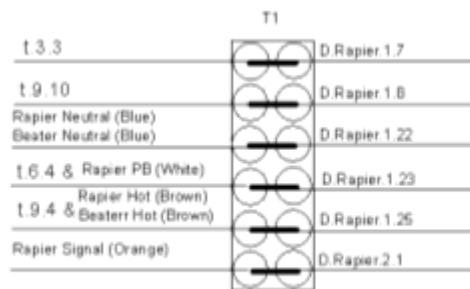 T1
t.3.3
D.Rapier.1.7
t.9.10
D.Rapier.1.8
Rapier Neutral (Blue)
Beater Neutral (Blue)
D.Rapier.1.22
t.6.4 & Rapier PB (White)
D.Rapier.1.23
Rapier Hot (Brown)
t.9.4 & Beaterr Hot (Brown)
D.Rapier.1.25
Rapier Signal (Orange)
D.Rapier.2.1